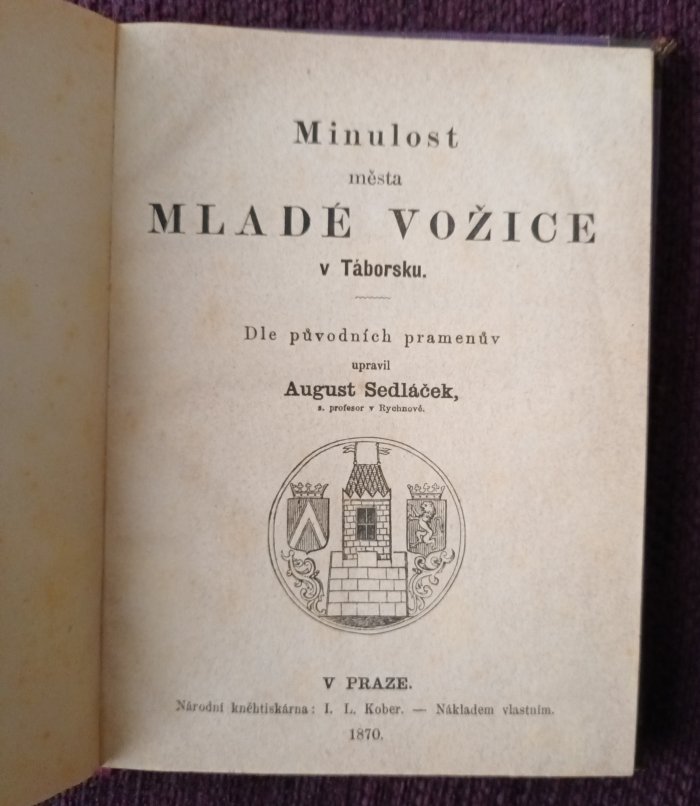 Minulost
města
MLADÉ VOŽICE
v Táborsku.
Dle původních pramenův
upravil
August Sedláček,
s. profesor v Rychnově.
V PRAZE.
Národní kněhtiskárna: I. L. Kober. — Nákladem vlastním.
1870.